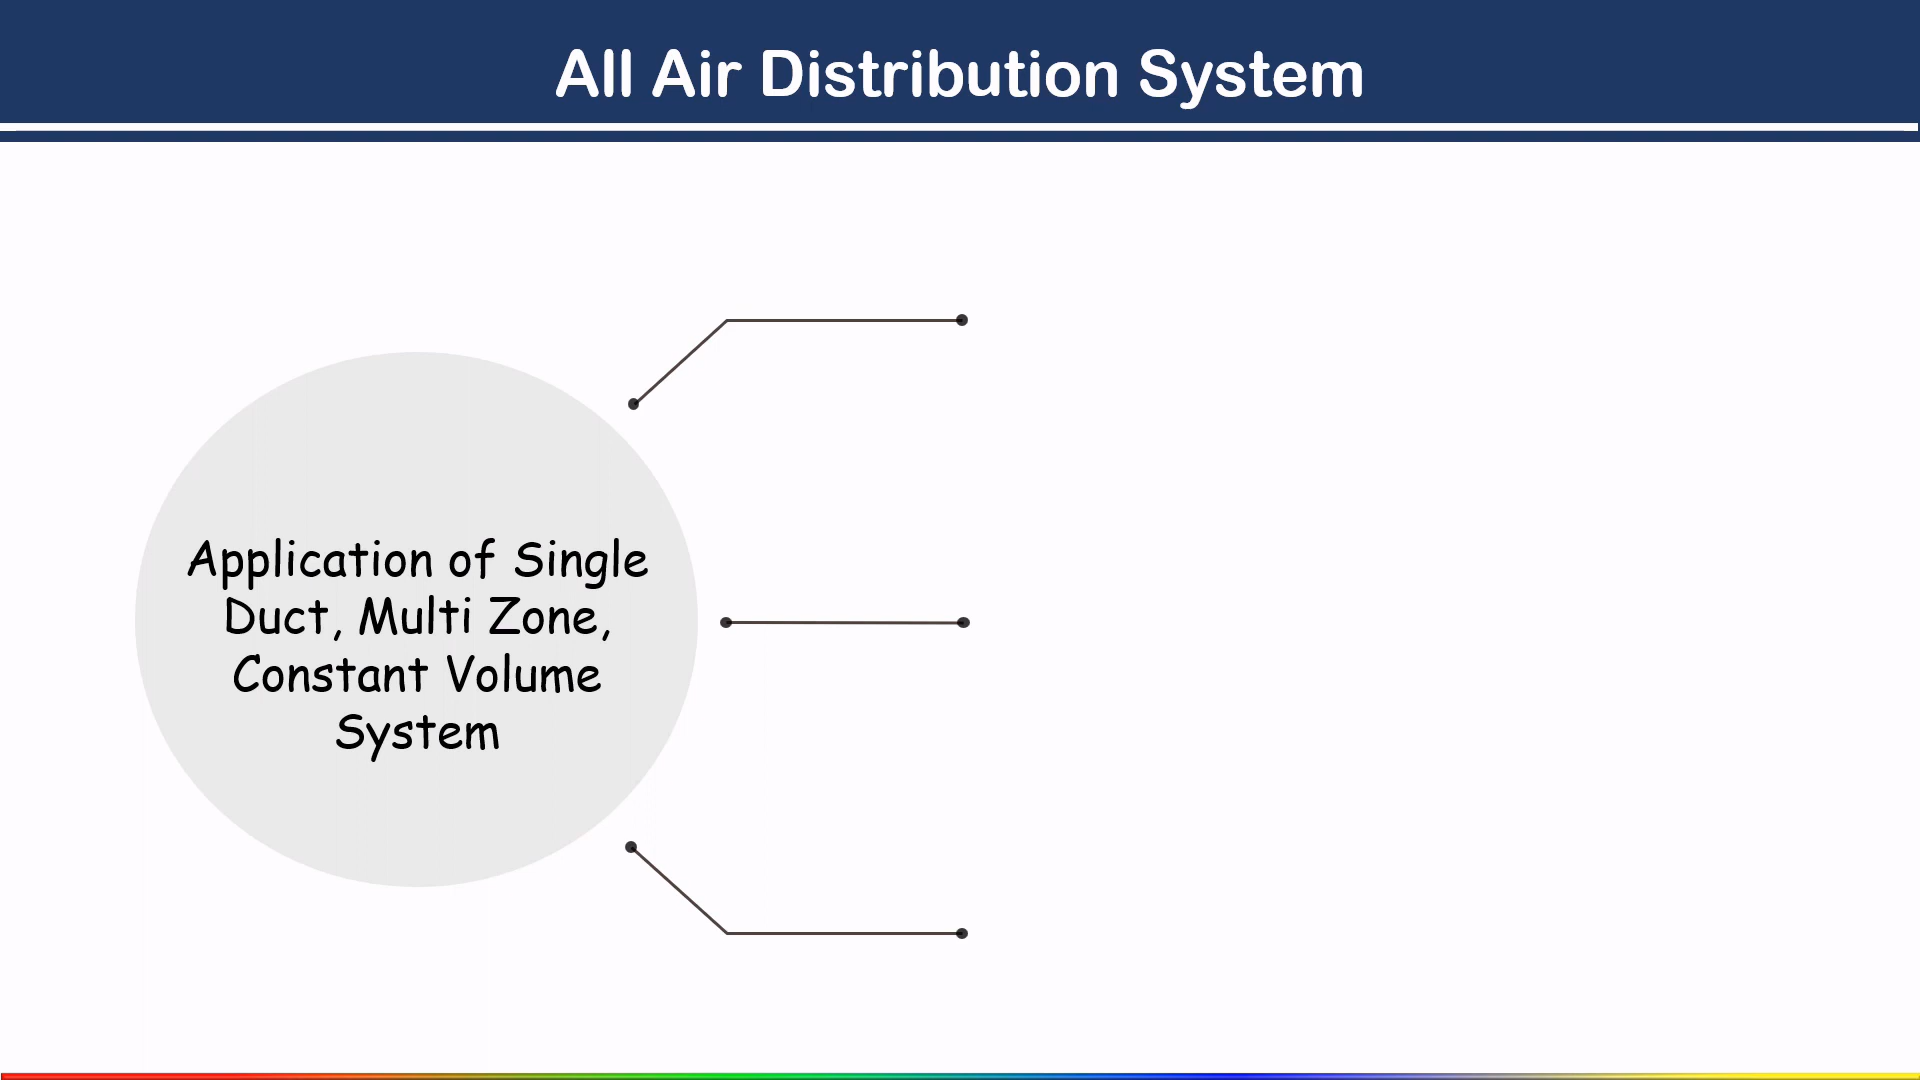 All Air Distribution System
Application of Single
Duct, Multi Zone,
Constant Volume
System